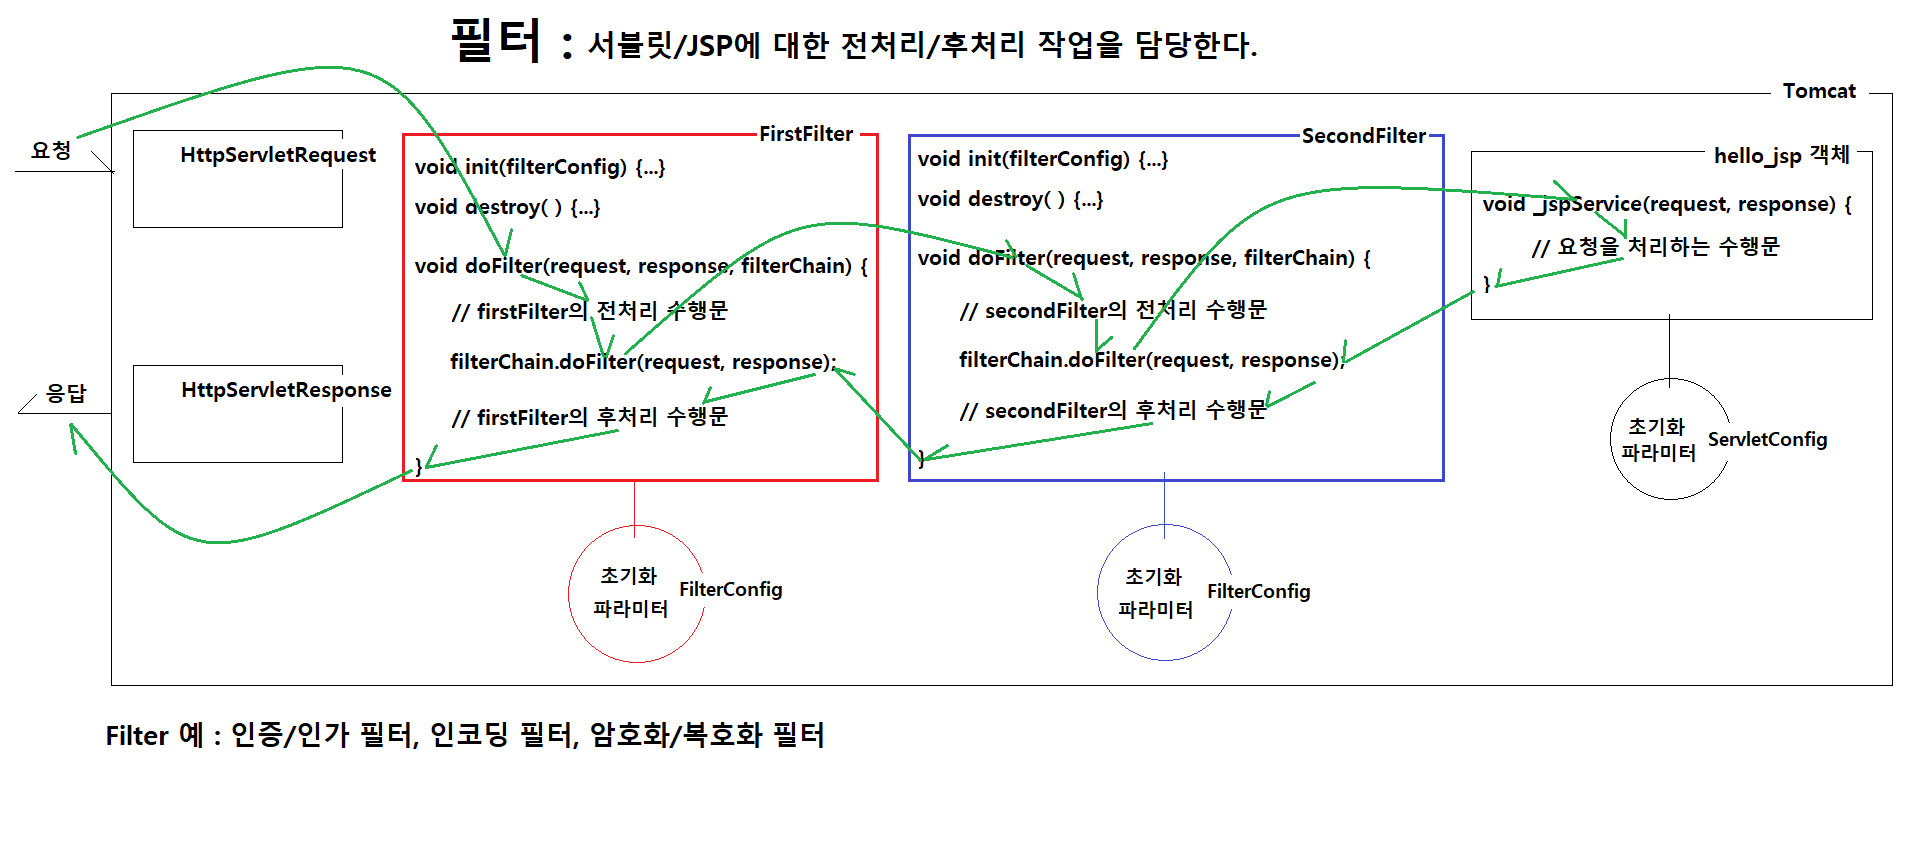 필터 : 서블릿/JSP에 대한 전처리/후처리 작업을 담당한다.
Tomcat
요청
HttpServletRequest
응답
HttpServletResponse
FirstFilter
void init(filterConfig) {...}
void destroy( ) {...}
void doFilter(request, response, filterChain) {
// firstFilter의 전처리 수행문
filterChain.doFilter(request, response);
// firstFilter의 후처리 수행문
}
초기화
파라미터
FilterConfig
SecondFilter
void init(filterConfig) {...}
void destroy( ) {...}
void doFilter(request, response, filterChain) {
// secondFilter의 전처리 수행문
filterChain.doFilter(request, response);
// secondFilter의 후처리 수행문
}
초기화
파라미터
FilterConfig
hello_jsp 객체
void _jspService(request, response) {
// 요청을 처리하는 수행문
}
초기화
파라미터
ServletConfig
Filter 예 : 인증/인가 필터, 인코딩 필터, 암호화/복호화 필터